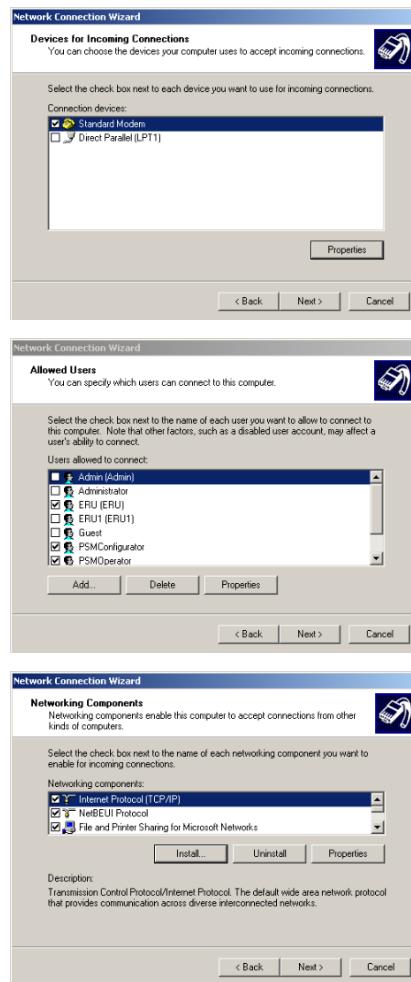 Network Connection Wizard
Devices for Incoming Connections
You can choose the devices your computer uses to accept incoming connections.
Select the check box next to each device you want to use for incoming connections.
Connection devices:
Standard Modem
Direct Parallel (LPT1)
Properties
< Back Next > Cancel
Network Connection Wizard
Allowed Users
You can specify which users can connect to this computer.
Select the check box next to the name of each user you want to allow to connect to
this computer. Note that other factors, such as a disabled user account, may affect a
user's ability to connect.
Users allowed to connect:
Admin (Admin)
Administrator
ERU (ERU)
ERU1 (ERU1)
Guest
PSMConfigurator
PSMOperator
Add... Delete Properties
< Back Next > Cancel
Network Connection Wizard
Networking Components
Networking components enable this computer to accept connections from other
kinds of computers.
Select the check box next to the name of each networking component you want to
enable for incoming connections.
Networking components:
Internet Protocol (TCP/IP)
NetBEUI Protocol
File and Printer Sharing for Microsoft Networks
Install... Uninstall Properties
Description:
Transmission Control Protocol/Internet Protocol. The default wide area network protocol
that provides communication across diverse interconnected networks.
< Back Next > Cancel